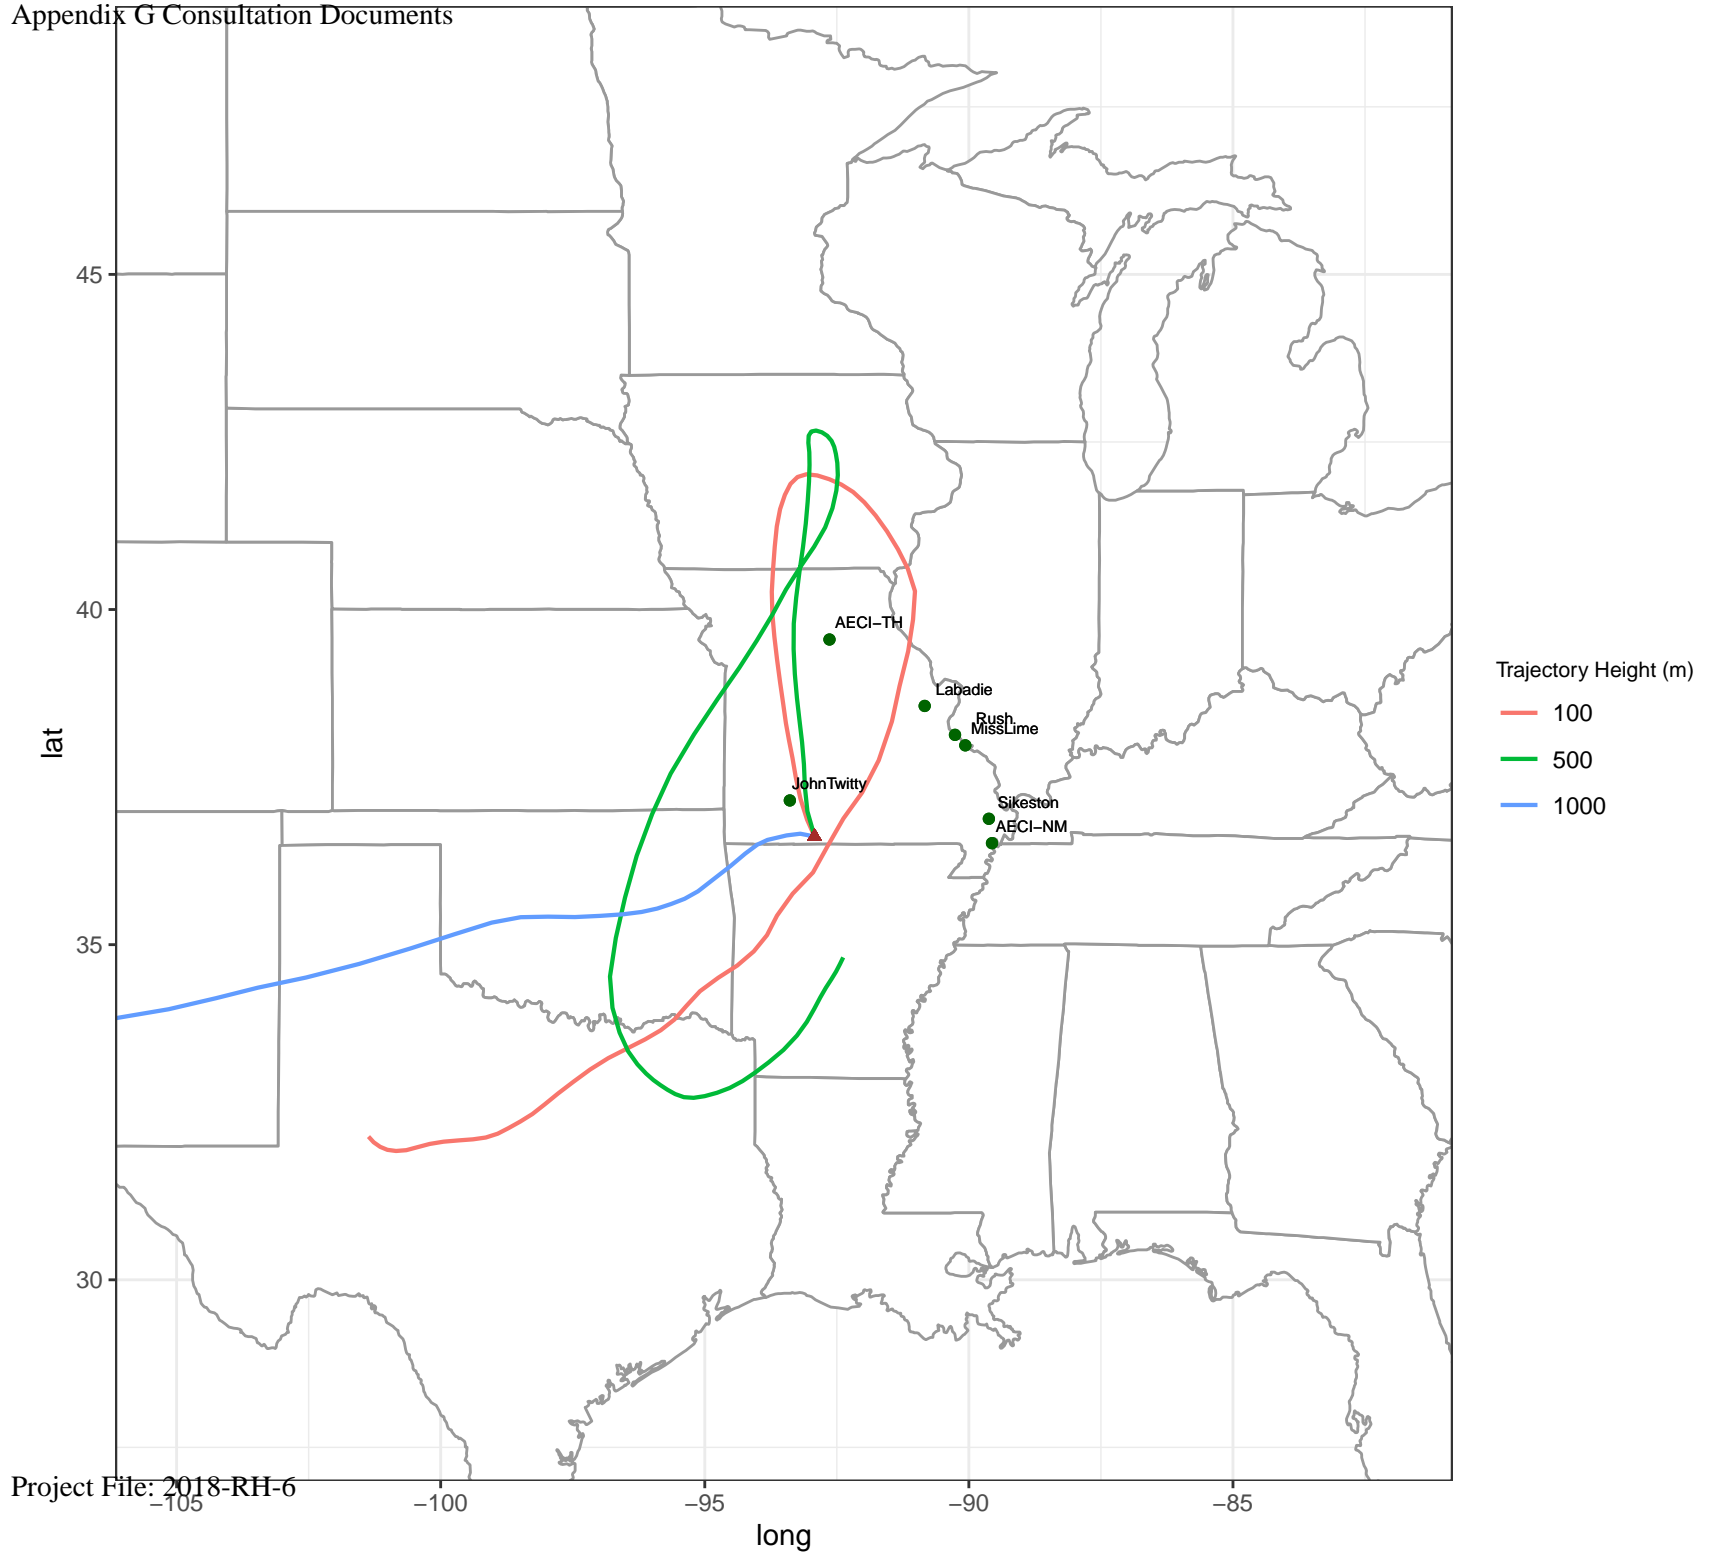 Appendix G Consultation Documents
45
40
35
30
lat
AECI−TH
Labadie
Rush
MissLime
JohnTwitty
Sikeston
AECI−NM
Trajectory Height (m)
100
500
1000
Project File: 2018-RH-6
−105
−100
−95
−90
−85
long